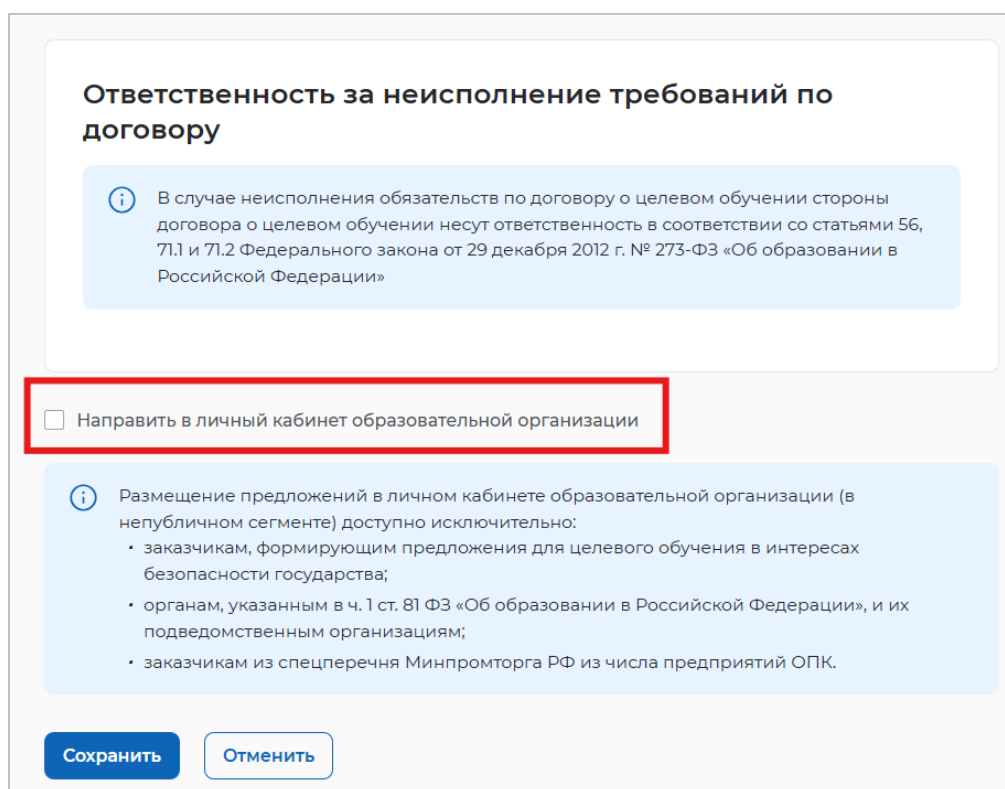 Ответственность за неисполнение требований по
договору
В случае неисполнения обязательств по договору о целевом обучении стороны
договора о целевом обучении несут ответственность в соответствии со статьями 56,
71.1 и 71.2 Федерального закона от 29 декабря 2012 г. № 273-ФЗ «Об образовании в
Российской Федерации»
Направить в личный кабинет образовательной организации
Размещение предложений в личном кабинете образовательной организации (в
непубличном сегменте) доступно исключительно:
• заказчикам, формирующим предложения для целевого обучения в интересах
безопасности государства;
• органам, указанным в ч. 1 ст. 81 ФЗ «Об образовании в Российской Федерации», и их
подведомственным организациям;
• заказчикам из спецперечня Минпромторга РФ из числа предприятий ОПК.
Сохранить
Отменить